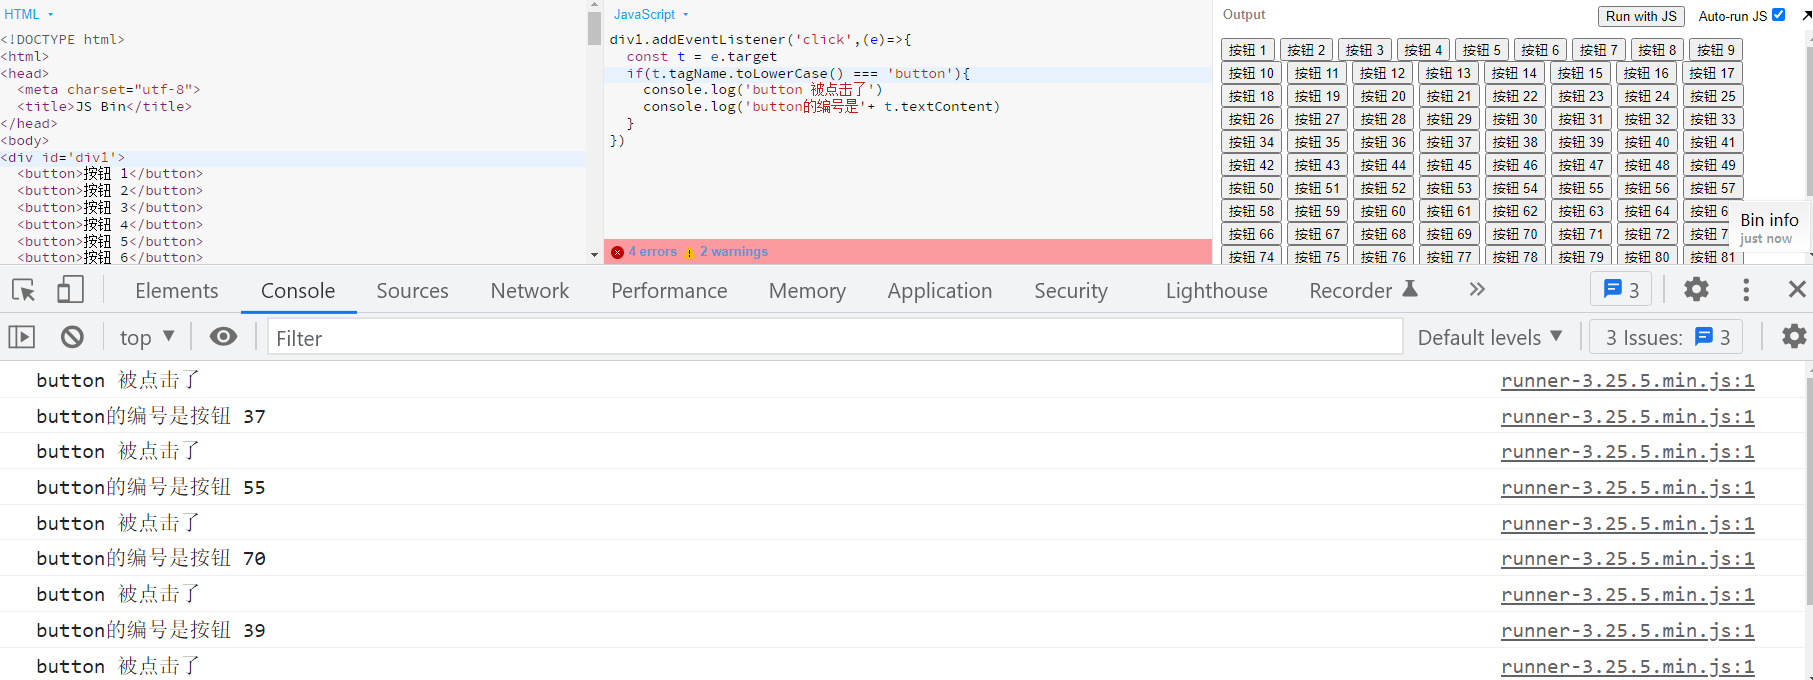 HTML
<!DOCTYPE html>
<html>
<head>
  <meta charset="utf-8">
  <title>JS Bin</title>
</head>
<body>
<div id='div1'>
  <button>按钮 1</button>
  <button>按钮 2</button>
  <button>按钮 3</button>
  <button>按钮 4</button>
  <button>按钮 5</button>
  <button>按钮 6</button>
JavaScript
div1.addEventListener('click',(e)=>{
  const t = e.target
  if(t.tagName.toLowerCase() === 'button'){
    console.log('button 被点击了')
    console.log('button的编号是'+ t.textContent)
  }
})
4 errors 2 warnings
Output Run with JS Auto-run JS
按钮 1 按钮 2 按钮 3 按钮 4 按钮 5 按钮 6 按钮 7 按钮 8 按钮 9
按钮 10 按钮 11 按钮 12 按钮 13 按钮 14 按钮 15 按钮 16 按钮 17
按钮 18 按钮 19 按钮 20 按钮 21 按钮 22 按钮 23 按钮 24 按钮 25
按钮 26 按钮 27 按钮 28 按钮 29 按钮 30 按钮 31 按钮 32 按钮 33
按钮 34 按钮 35 按钮 36 按钮 37 按钮 38 按钮 39 按钮 40 按钮 41
按钮 42 按钮 43 按钮 44 按钮 45 按钮 46 按钮 47 按钮 48 按钮 49
按钮 50 按钮 51 按钮 52 按钮 53 按钮 54 按钮 55 按钮 56 按钮 57
按钮 58 按钮 59 按钮 60 按钮 61 按钮 62 按钮 63 按钮 64 按钮 6
按钮 66 按钮 67 按钮 68 按钮 69 按钮 70 按钮 71 按钮 72 按钮 7
按钮 74 按钮 75 按钮 76 按钮 77 按钮 78 按钮 79 按钮 80 按钮 81
Bin info
just now
Elements Console Sources Network Performance Memory Application Security Lighthouse Recorder 3
top Filter Default levels 3 Issues: 3
button 被点击了 runner-3.25.5.min.js:1
button的编号是按钮 37 runner-3.25.5.min.js:1
button 被点击了 runner-3.25.5.min.js:1
button的编号是按钮 55 runner-3.25.5.min.js:1
button 被点击了 runner-3.25.5.min.js:1
button的编号是按钮 70 runner-3.25.5.min.js:1
button 被点击了 runner-3.25.5.min.js:1
button的编号是按钮 39 runner-3.25.5.min.js:1
button 被点击了 runner-3.25.5.min.js:1